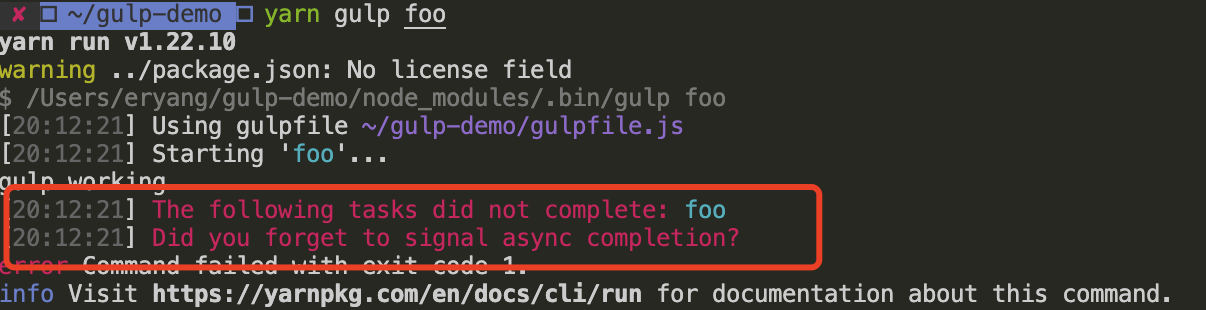 ✘ ~/gulp-demo yarn gulp foo
yarn run v1.22.10
warning ../package.json: No license field
$ /Users/eryang/gulp-demo/node_modules/.bin/gulp foo
[20:12:21] Using gulpfile ~/gulp-demo/gulpfile.js
[20:12:21] Starting 'foo'...
gulp working
[20:12:21] The following tasks did not complete: foo
[20:12:21] Did you forget to signal async completion?
error Command failed with exit code 1.
info Visit https://yarnpkg.com/en/docs/cli/run for documentation about this command.